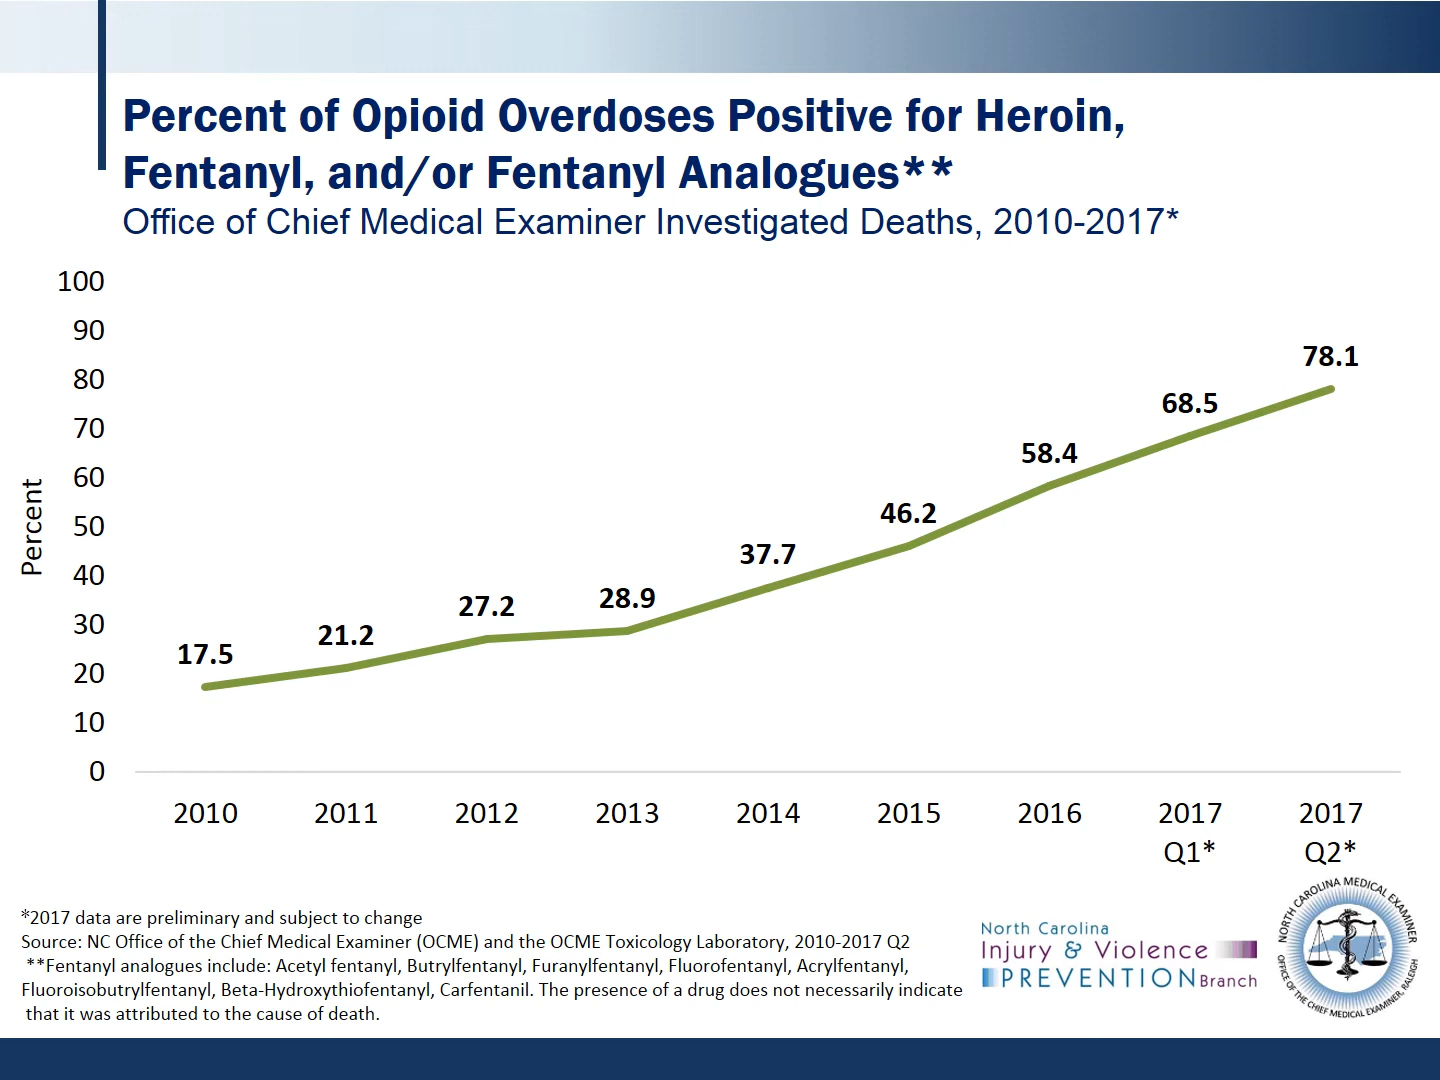 Percent of Opioid Overdoses Positive for Heroin,
Fentanyl, and/or Fentanyl Analogues**
Office of Chief Medical Examiner Investigated Deaths, 2010-2017*
100
90
80
70
60
50
40
30
20
10
0
Percent
17.5
21.2
27.2
28.9
37.7
46.2
58.4
68.5
78.1
2010 2011 2012 2013 2014 2015 2016 2017 2017
Q1* Q2*
*2017 data are preliminary and subject to change
Source: NC Office of the Chief Medical Examiner (OCME) and the OCME Toxicology Laboratory, 2010-2017 Q2
**Fentanyl analogues include: Acetyl fentanyl, Butyrylfentanyl, Furanylfentanyl, Fluorofentanyl, Acrylfentanyl,
Fluoroisobutrylfentanyl, Beta-Hydroxythiofentanyl, Carfentanil. The presence of a drug does not necessarily indicate
that it was attributed to the cause of death.
North Carolina
Injury & Violence
PREVENTION Branch
NORTH CAROLINA MEDICAL EXAMINER
OFFICE OF THE CHIEF MEDICAL EXAMINER, RALEIGH